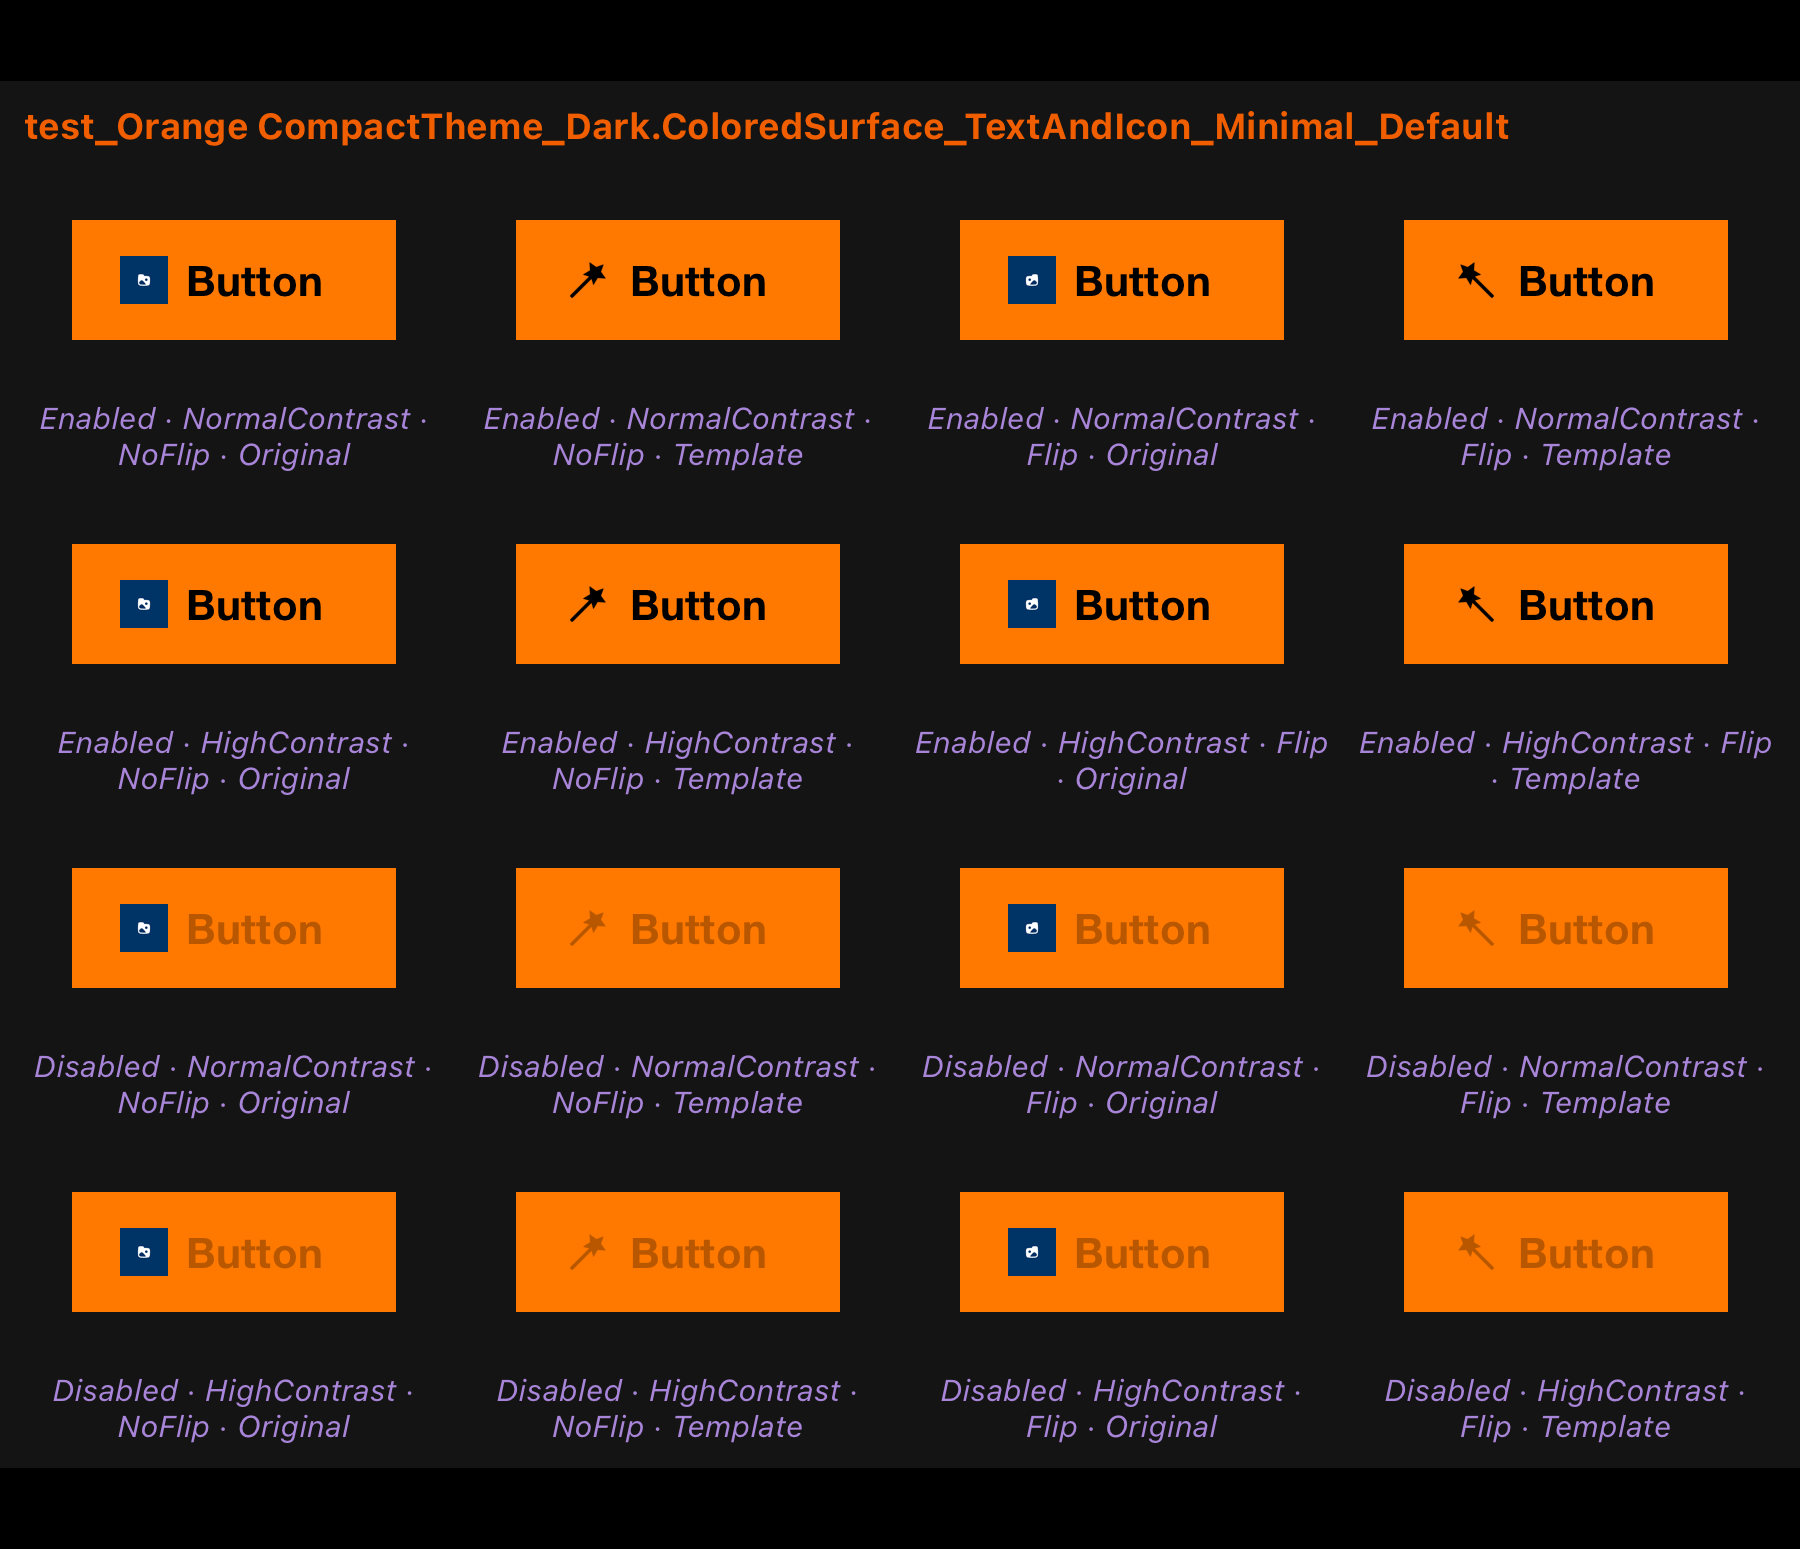 test_Orange CompactTheme_Dark.ColoredSurface_TextAndIcon_Minimal_Default
Button Button Button Button
Enabled · NormalContrast · Enabled · NormalContrast · Enabled · NormalContrast · Enabled · NormalContrast ·
NoFlip · Original NoFlip · Template Flip · Original Flip · Template
Button Button Button Button
Enabled · HighContrast · Enabled · HighContrast · Enabled · HighContrast · Flip Enabled · HighContrast · Flip
NoFlip · Original NoFlip · Template · Original · Template
Button Button Button Button
Disabled · NormalContrast · Disabled · NormalContrast · Disabled · NormalContrast · Disabled · NormalContrast ·
NoFlip · Original NoFlip · Template Flip · Original Flip · Template
Button Button Button Button
Disabled · HighContrast · Disabled · HighContrast · Disabled · HighContrast · Disabled · HighContrast ·
NoFlip · Original NoFlip · Template Flip · Original Flip · Template